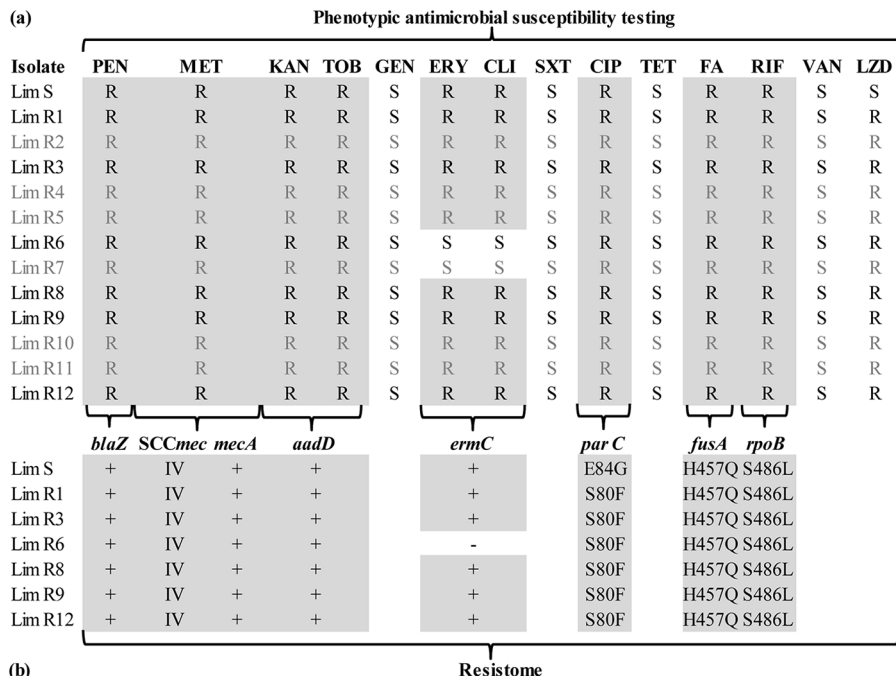 (a) Phenotypic antimicrobial susceptibility testing
Isolate PEN MET KAN TOB GEN ERY CLI SXT CIP TET FA RIF VAN LZD
Lim S R R R R S R R S R S R R S S
Lim R1 R R R R S R R S R S R R S R
Lim R2 R R R R S R R S R S R R S R
Lim R3 R R R R S R R S R S R R S R
Lim R4 R R R R S R R S R S R R S R
Lim R5 R R R R S R R S R S R R S R
Lim R6 R R R R S S S S R S R R S R
Lim R7 R R R R S S S S R S R R S R
Lim R8 R R R R S R R S R S R R S R
Lim R9 R R R R S R R S R S R R S R
Lim R10 R R R R S R R S R S R R S R
Lim R11 R R R R S R R S R S R R S R
Lim R12 R R R R S R R S R S R R S R
blaZ SCCmec mecA aadD ermC par C fusA rpoB
Lim S + IV + + + E84G H457Q S486L
Lim R1 + IV + + + S80F H457Q S486L
Lim R3 + IV + + + S80F H457Q S486L
Lim R6 + IV + + - S80F H457Q S486L
Lim R8 + IV + + + S80F H457Q S486L
Lim R9 + IV + + + S80F H457Q S486L
Lim R12 + IV + + + S80F H457Q S486L
(b) Resistome